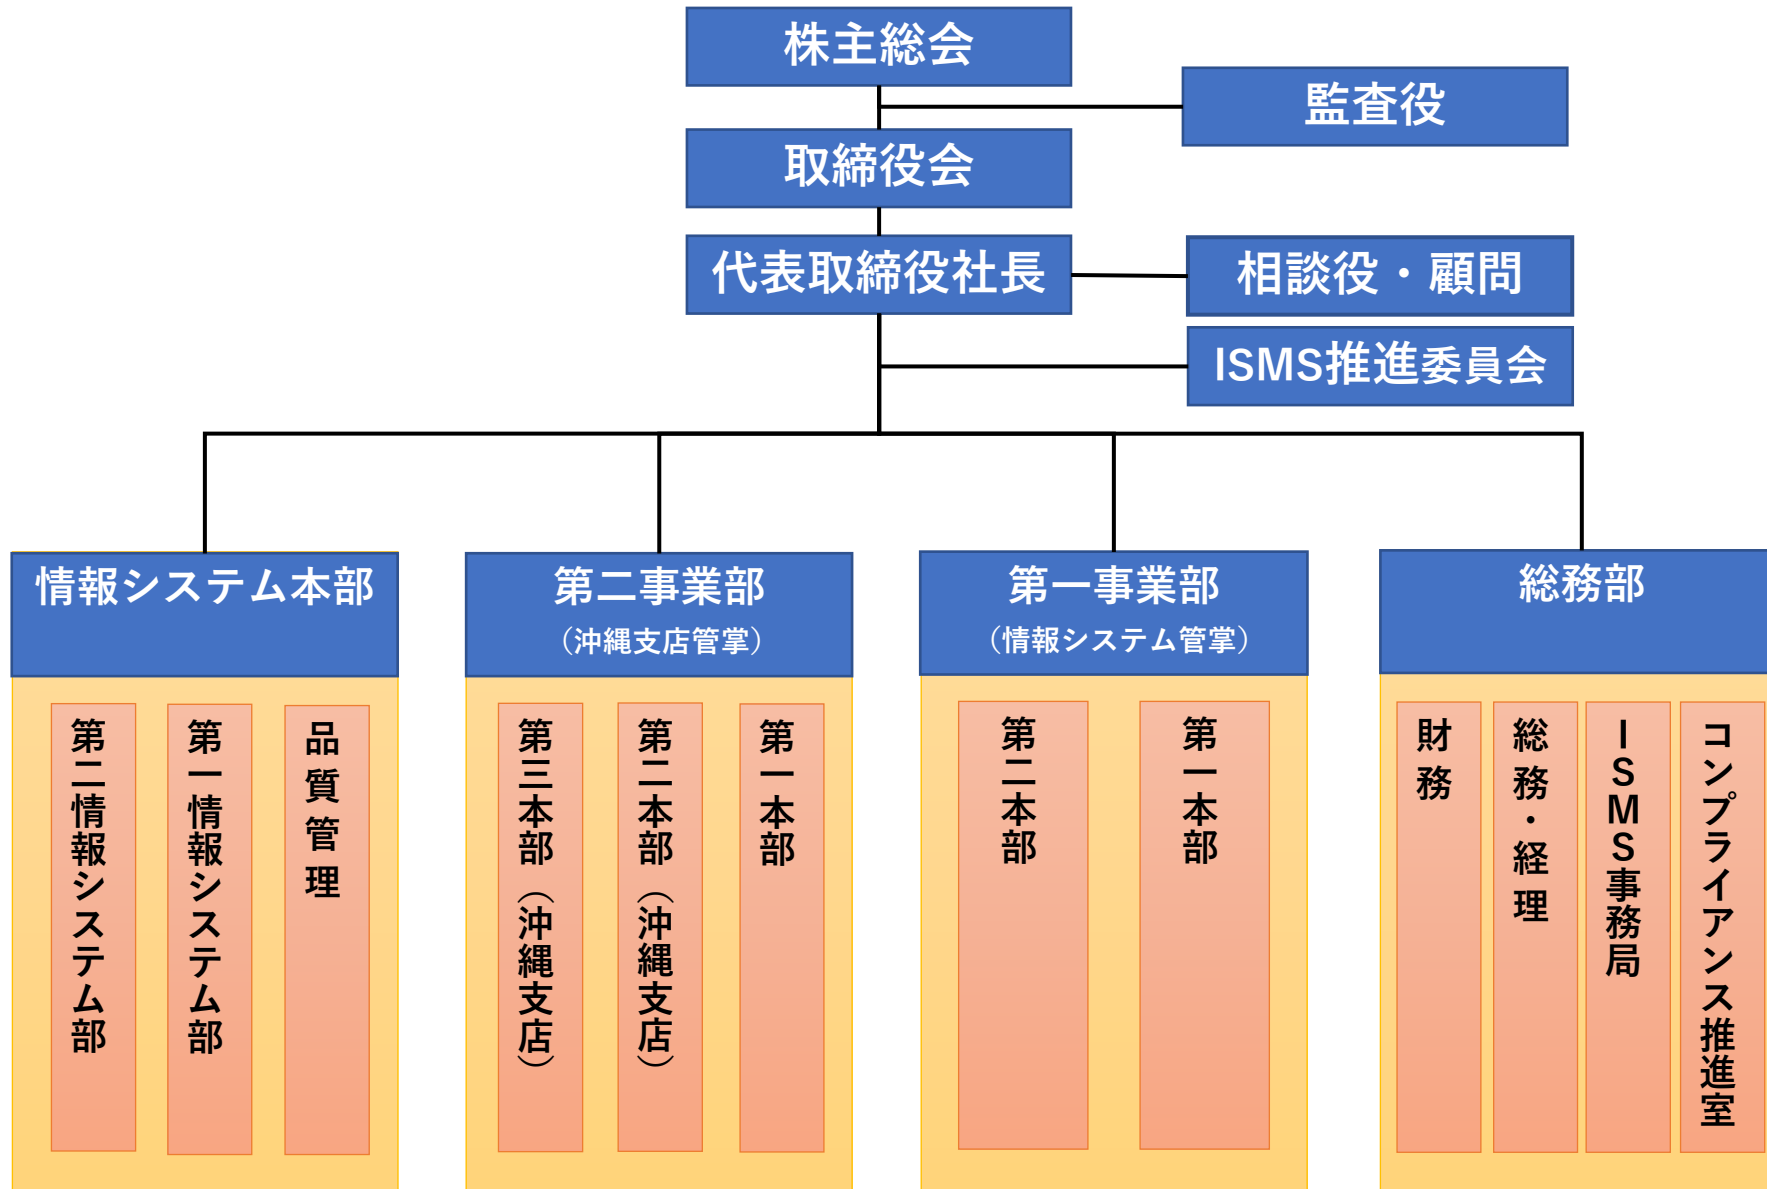 株主総会
監査役
取締役会
代表取締役社長
相談役・顧問
ISMS推進委員会
情報システム本部
第二事業部
（沖縄支店管掌）
第一事業部
（情報システム管掌）
総務部
第二情報システム部
第一情報システム部
品質管理
第三本部（沖縄支店）
第二本部（沖縄支店）
第一本部
第二本部
第一本部
財務
総務・経理
ISMS事務局
コンプライアンス推進室